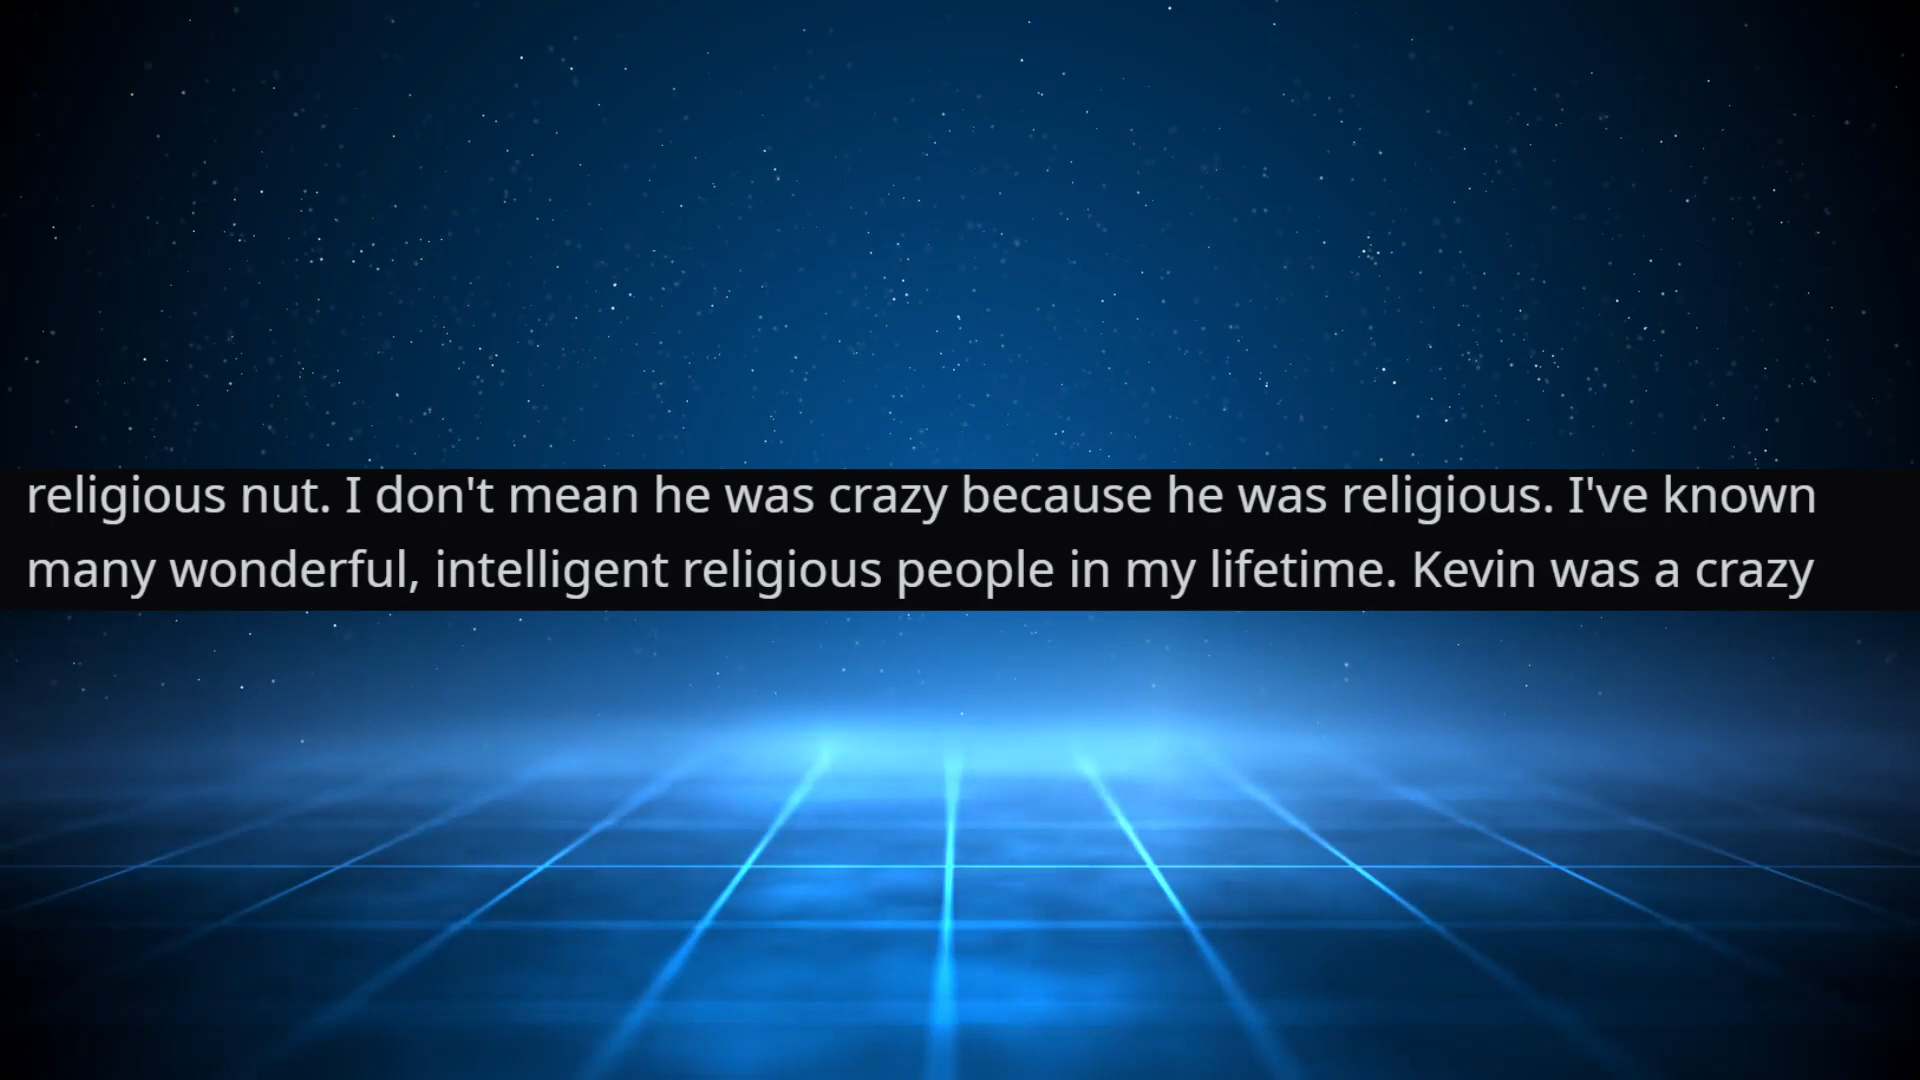 religious nut. I don't mean he was crazy because he was religious. I've known
many wonderful, intelligent religious people in my lifetime. Kevin was a crazy